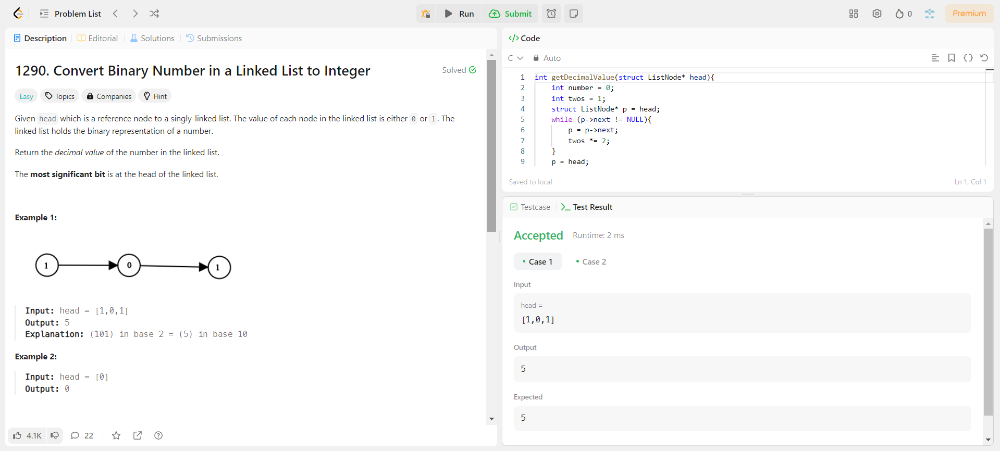 Problem List
Run
Submit
0
Premium
Description
Editorial
Solutions
Submissions
1290. Convert Binary Number in a Linked List to Integer
Solved
Easy
Topics
Companies
Hint
Given head which is a reference node to a singly-linked list. The value of each node in the linked list is either 0 or 1. The
linked list holds the binary representation of a number.
Return the decimal value of the number in the linked list.
The most significant bit is at the head of the linked list.
Example 1:
1 0 1
Input: head = [1,0,1]
Output: 5
Explanation: (101) in base 2 = (5) in base 10
Example 2:
Input: head = [0]
Output: 0
4.1K
22
</> Code
C
Auto
1 int getDecimalValue(struct ListNode* head){
2     int number = 0;
3     int twos = 1;
4     struct ListNode* p = head;
5     while (p->next != NULL){
6         p = p->next;
7         twos *= 2;
8     }
9     p = head;
Saved to local
Ln 1, Col 1
Testcase
Test Result
Accepted
Runtime: 2 ms
Case 1
Case 2
Input
head =
[1,0,1]
Output
5
Expected
5